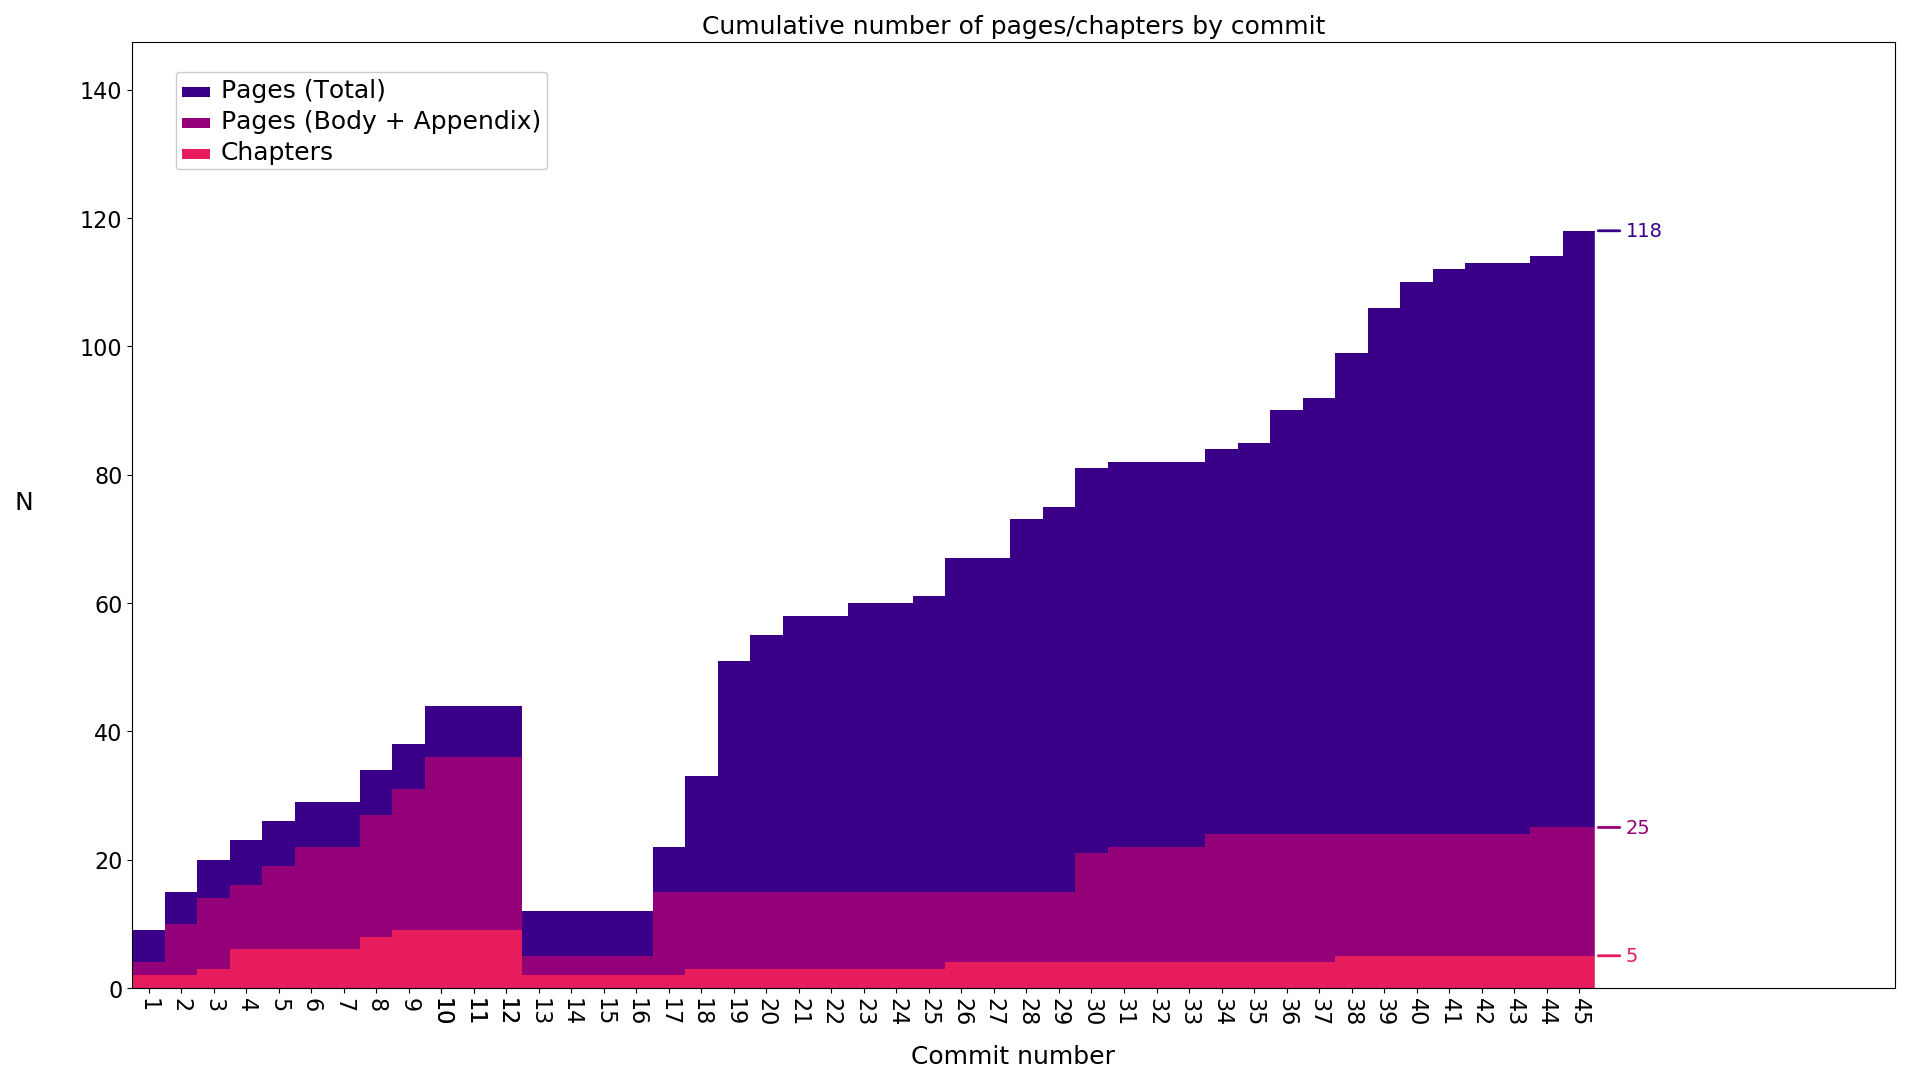 Cumulative number of pages/chapters by commit
140
120
100
80
60
40
20
0
N
Pages (Total)
Pages (Body + Appendix)
Chapters
118
25
5
1 2 3 4 5 6 7 8 9 10 11 12 13 14 15 16 17 18 19 20 21 22 23 24 25 26 27 28 29 30 31 32 33 34 35 36 37 38 39 40 41 42 43 44 45
Commit number